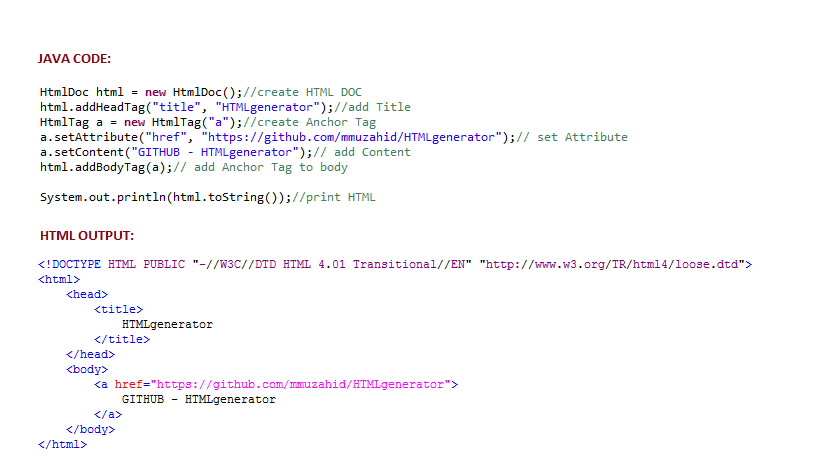 JAVA CODE:
HtmlDoc html = new HtmlDoc();//create HTML DOC
html.addHeadTag("title", "HTMLgenerator");//add Title
HtmlTag a = new HtmlTag("a");//create Anchor Tag
a.setAttribute("href", "https://github.com/mmuzahid/HTMLgenerator");// set Attribute
a.setContent("GITHUB - HTMLgenerator");// add Content
html.addBodyTag(a);// add Anchor Tag to body
System.out.println(html.toString());//print HTML
HTML OUTPUT:
<!DOCTYPE HTML PUBLIC "-//W3C//DTD HTML 4.01 Transitional//EN" "http://www.w3.org/TR/html4/loose.dtd">
<html>
<head>
<title>
HTMLgenerator
</title>
</head>
<body>
<a href="https://github.com/mmuzahid/HTMLgenerator">
GITHUB - HTMLgenerator
</a>
</body>
</html>